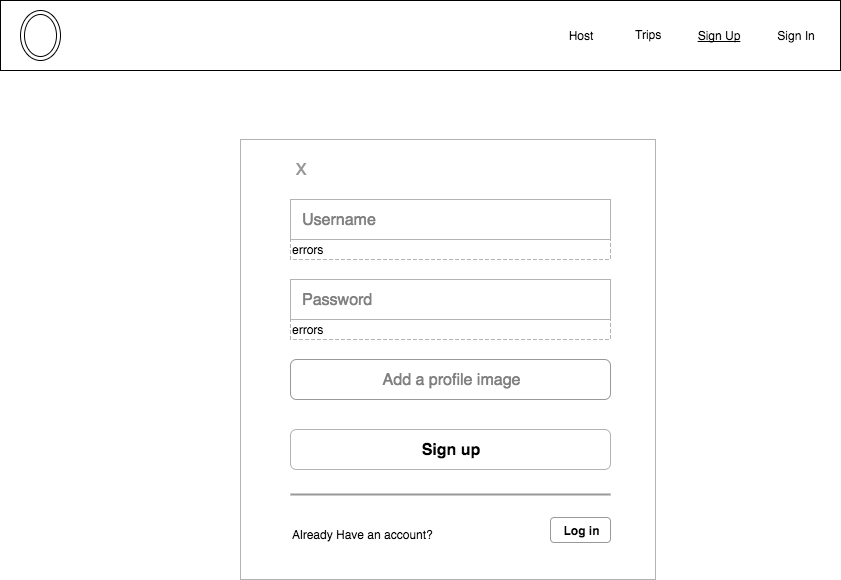 Host Trips Sign Up Sign In
X
Username
errors
Password
errors
Add a profile image
Sign up
Already Have an account? Log in